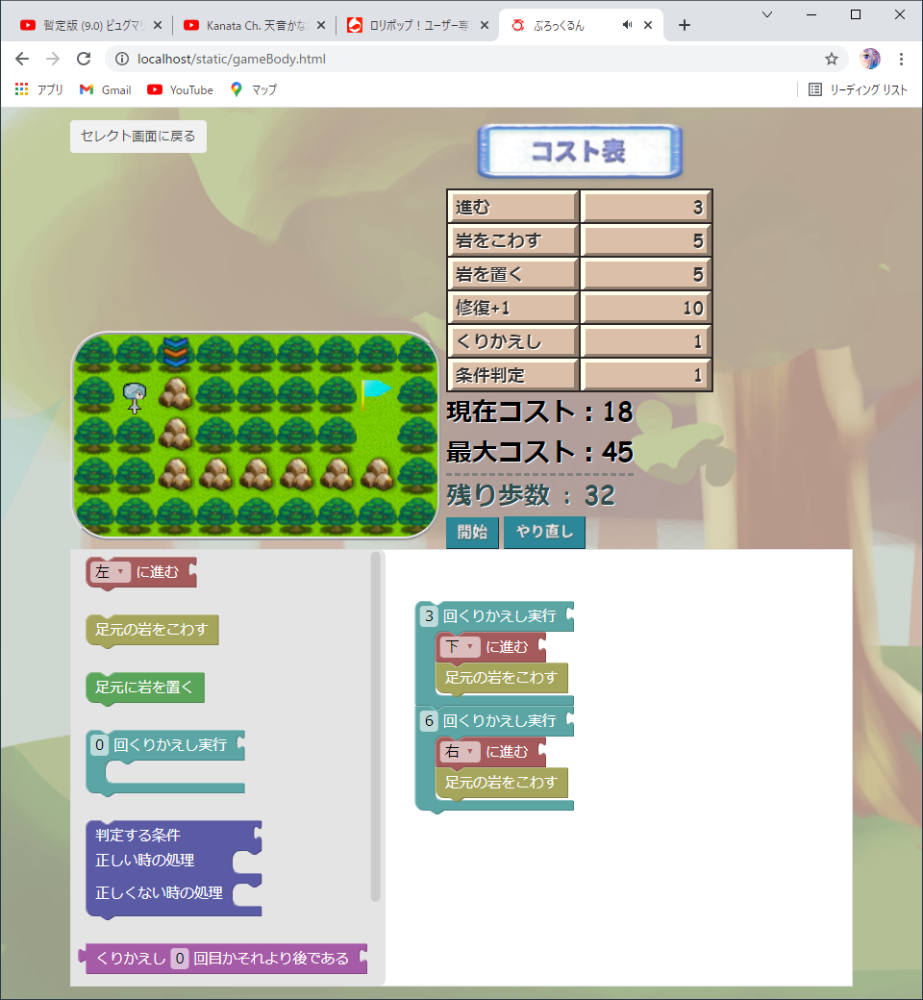 暫定版 (9.0) ピュグマリ
Kanata Ch. 天音かな
ロリポップ！ユーザー専
ぶろっくるん
localhost/static/gameBody.html
アプリ
Gmail
YouTube
マップ
リーディング リスト
セレクト画面に戻る
コスト表
進む 3
岩をこわす 5
岩を置く 5
修復+1 10
くりかえし 1
条件判定 1
現在コスト：18
最大コスト：45
残り歩数 : 32
開始
やり直し
左 に進む
足元の岩をこわす
足元に岩を置く
0 回くりかえし実行
判定する条件
正しい時の処理
正しくない時の処理
くりかえし 0 回目かそれより後である
3 回くりかえし実行
下 に進む
足元の岩をこわす
6 回くりかえし実行
右 に進む
足元の岩をこわす